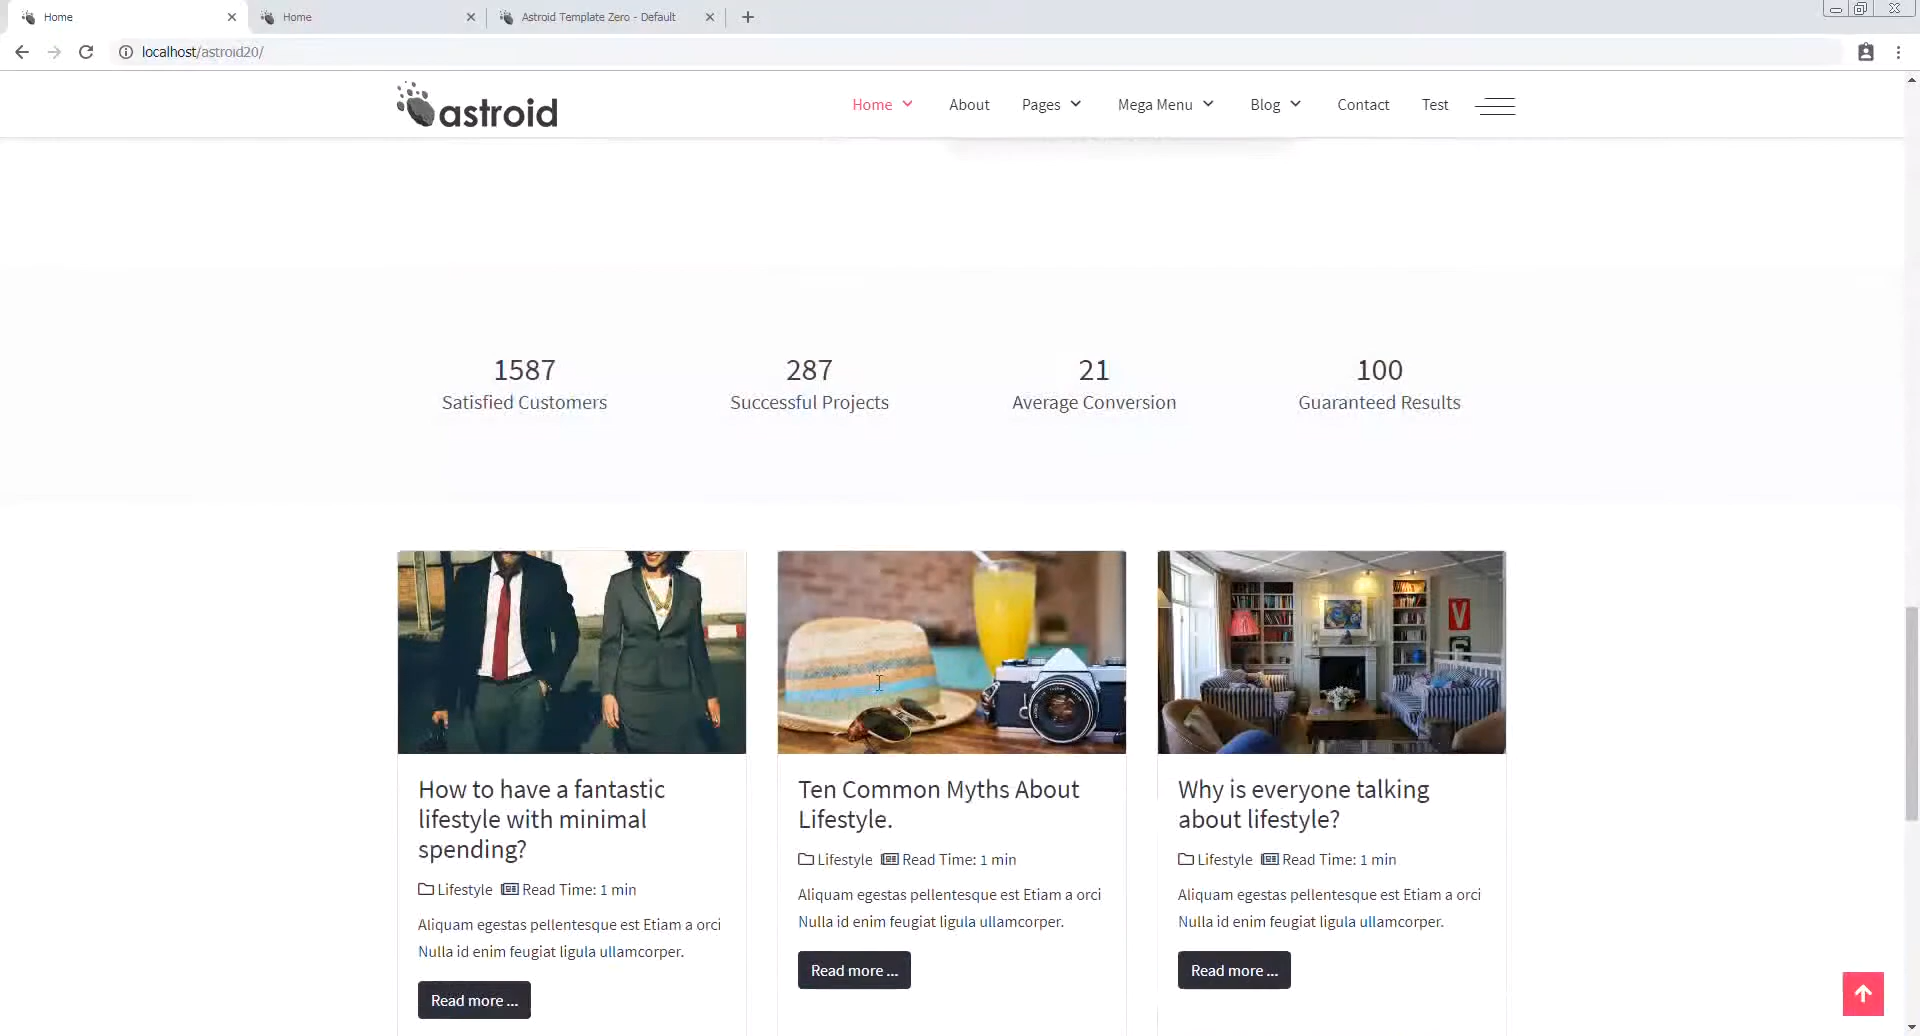 Home
Home
Astroid Template Zero - Default
localhost/astroid20/
astroid
Home
About
Pages
Mega Menu
Blog
Contact
Test
1587
Satisfied Customers
287
Successful Projects
21
Average Conversion
100
Guaranteed Results
How to have a fantastic
lifestyle with minimal
spending?
Lifestyle Read Time: 1 min
Aliquam egestas pellentesque est Etiam a orci
Nulla id enim feugiat ligula ullamcorper.
Read more ...
Ten Common Myths About
Lifestyle.
Lifestyle Read Time: 1 min
Aliquam egestas pellentesque est Etiam a orci
Nulla id enim feugiat ligula ullamcorper.
Read more ...
V
F
Why is everyone talking
about lifestyle?
Lifestyle Read Time: 1 min
Aliquam egestas pellentesque est Etiam a orci
Nulla id enim feugiat ligula ullamcorper.
Read more ...